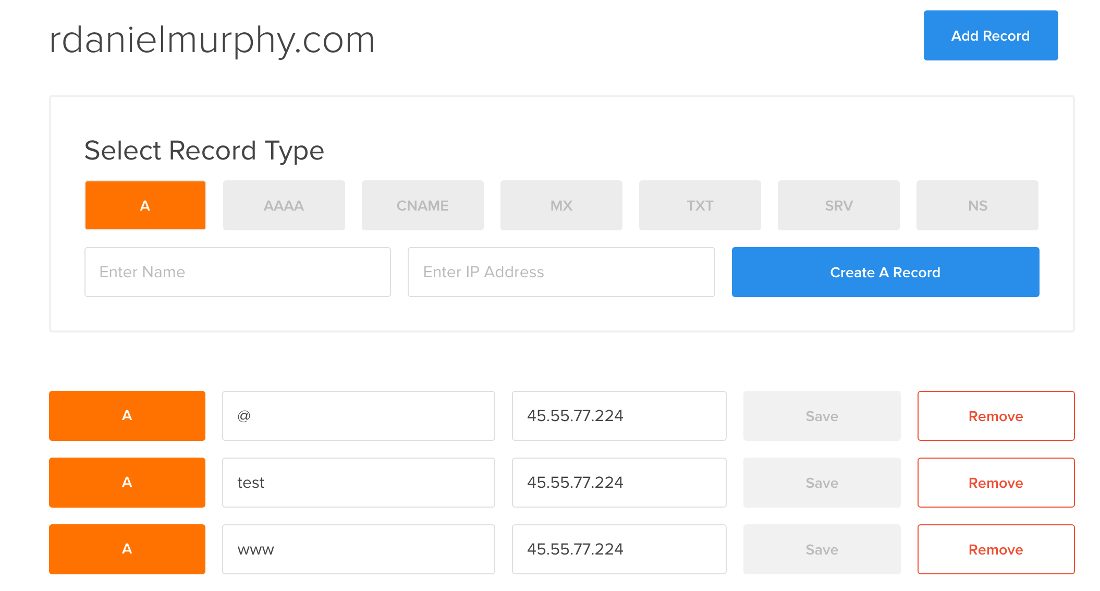 rdanielmurphy.com
Add Record
Select Record Type
A AAAA CNAME MX TXT SRV NS
Enter Name Enter IP Address Create A Record
A @ 45.55.77.224 Save Remove
A test 45.55.77.224 Save Remove
A www 45.55.77.224 Save Remove